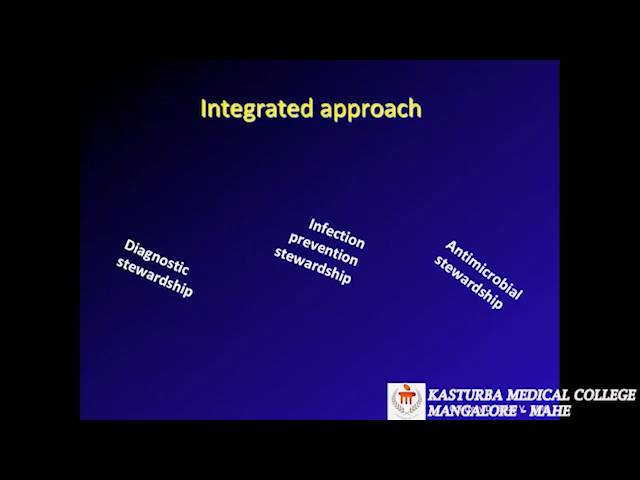 Integrated approach
Diagnostic
stewardship
Infection
prevention
stewardship
Antimicrobial
stewardship
KASTURBA MEDICAL COLLEGE
MANGALORE - MAHE